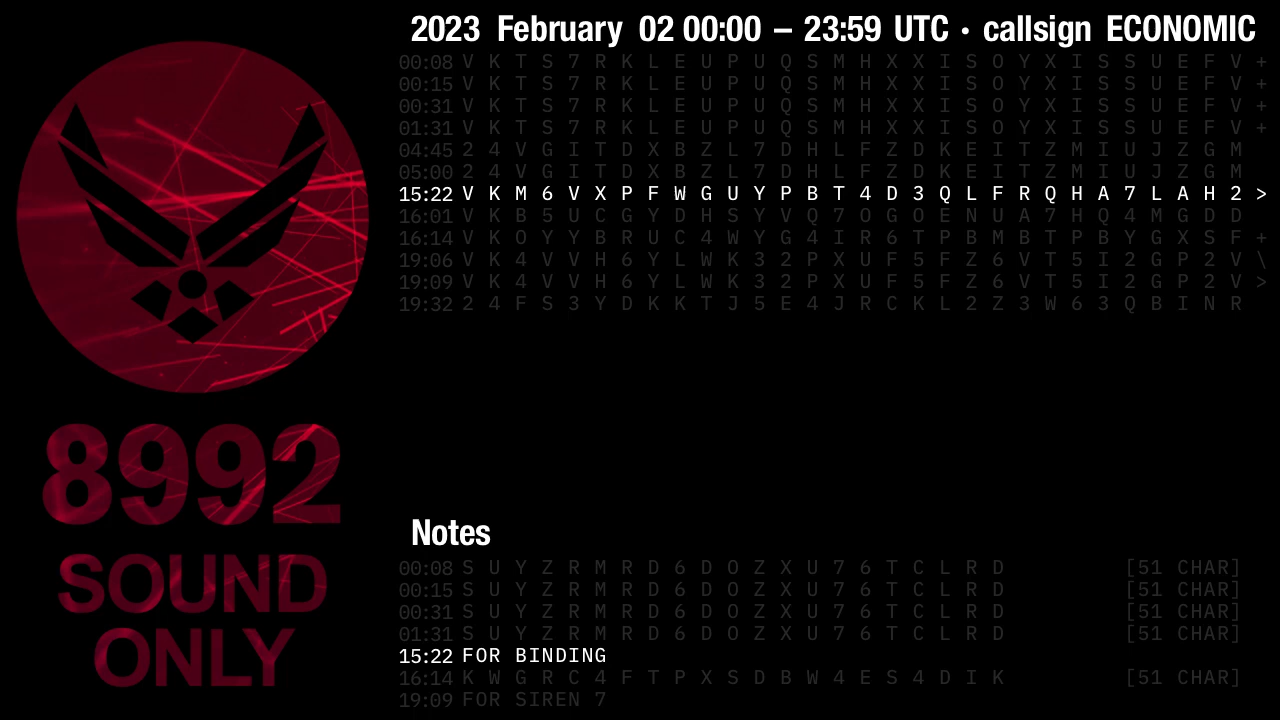 2023 February 02 00:00 – 23:59 UTC · callsign ECONOMIC
00:08 V K T S 7 R K L E U P U Q S M H X X I S O Y X I S S U E F V +
00:15 V K T S 7 R K L E U P U Q S M H X X I S O Y X I S S U E F V +
00:31 V K T S 7 R K L E U P U Q S M H X X I S O Y X I S S U E F V +
01:31 V K T S 7 R K L E U P U Q S M H X X I S O Y X I S S U E F V +
04:45 2 4 V G I T D X B Z L 7 D H L F Z D K E I T Z M I U J Z G M
05:00 2 4 V G I T D X B Z L 7 D H L F Z D K E I T Z M I U J Z G M
15:22 V K M 6 V X P F W G U Y P B T 4 D 3 Q L F R Q H A 7 L A H 2 >
16:01 V K B 5 U C G Y D H S Y V Q 7 O G O E N U A 7 H Q 4 M G D D
16:14 V K O Y Y B R U C 4 W Y G 4 I R 6 T P B M B T P B Y G X S F +
19:06 V K 4 V V H 6 Y L W K 3 2 P X U F 5 F Z 6 V T 5 I 2 G P 2 V \
19:09 V K 4 V V H 6 Y L W K 3 2 P X U F 5 F Z 6 V T 5 I 2 G P 2 V >
19:32 2 4 F S 3 Y D K K T J 5 E 4 J R C K L 2 Z 3 W 6 3 Q B I N R
8992
SOUND
ONLY
Notes
00:08 S U Y Z R M R D 6 D O Z X U 7 6 T C L R D [51 CHAR]
00:15 S U Y Z R M R D 6 D O Z X U 7 6 T C L R D [51 CHAR]
00:31 S U Y Z R M R D 6 D O Z X U 7 6 T C L R D [51 CHAR]
01:31 S U Y Z R M R D 6 D O Z X U 7 6 T C L R D [51 CHAR]
15:22 FOR BINDING
16:14 K W G R C 4 F T P X S D B W 4 E S 4 D I K [51 CHAR]
19:09 FOR SIREN 7